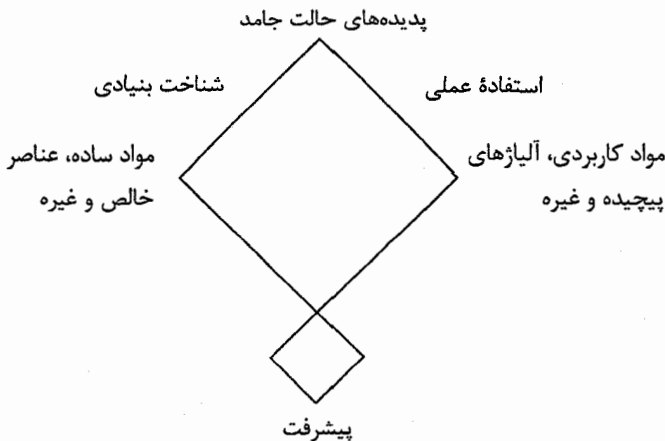 پدیده‌های حالت جامد
استفادهٔ عملی
شناخت بنیادی
مواد کاربردی، آلیاژهای
پیچیده و غیره
مواد ساده، عناصر
خالص و غیره
پیشرفت